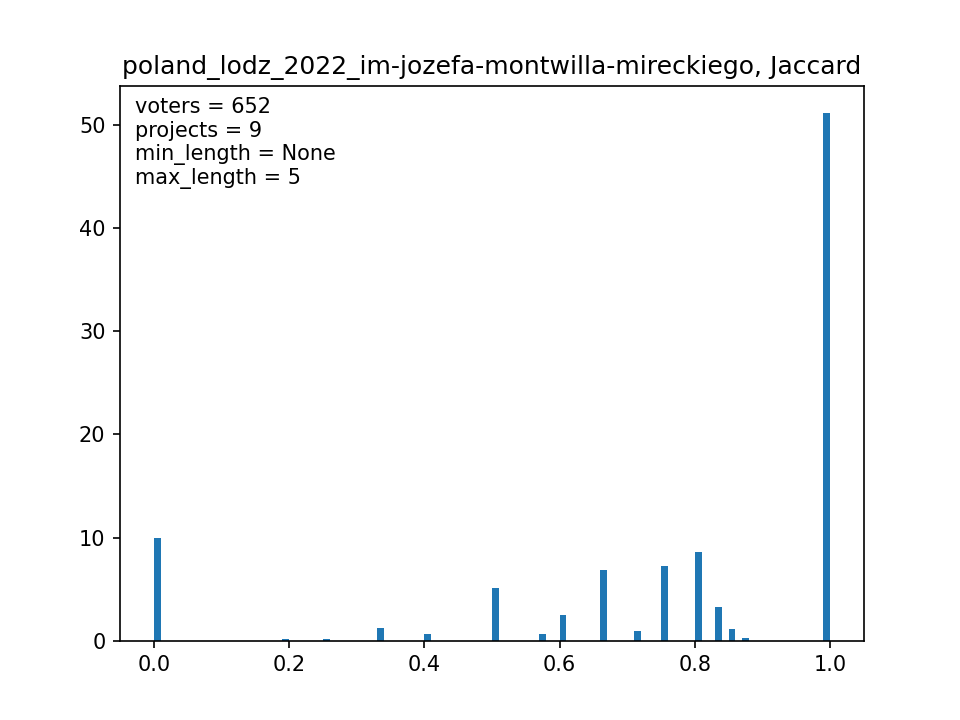 poland_lodz_2022_im-jozefa-montwilla-mireckiego, Jaccard
voters = 652
projects = 9
min_length = None
max_length = 5
50
40
30
20
10
0
0.0 0.2 0.4 0.6 0.8 1.0